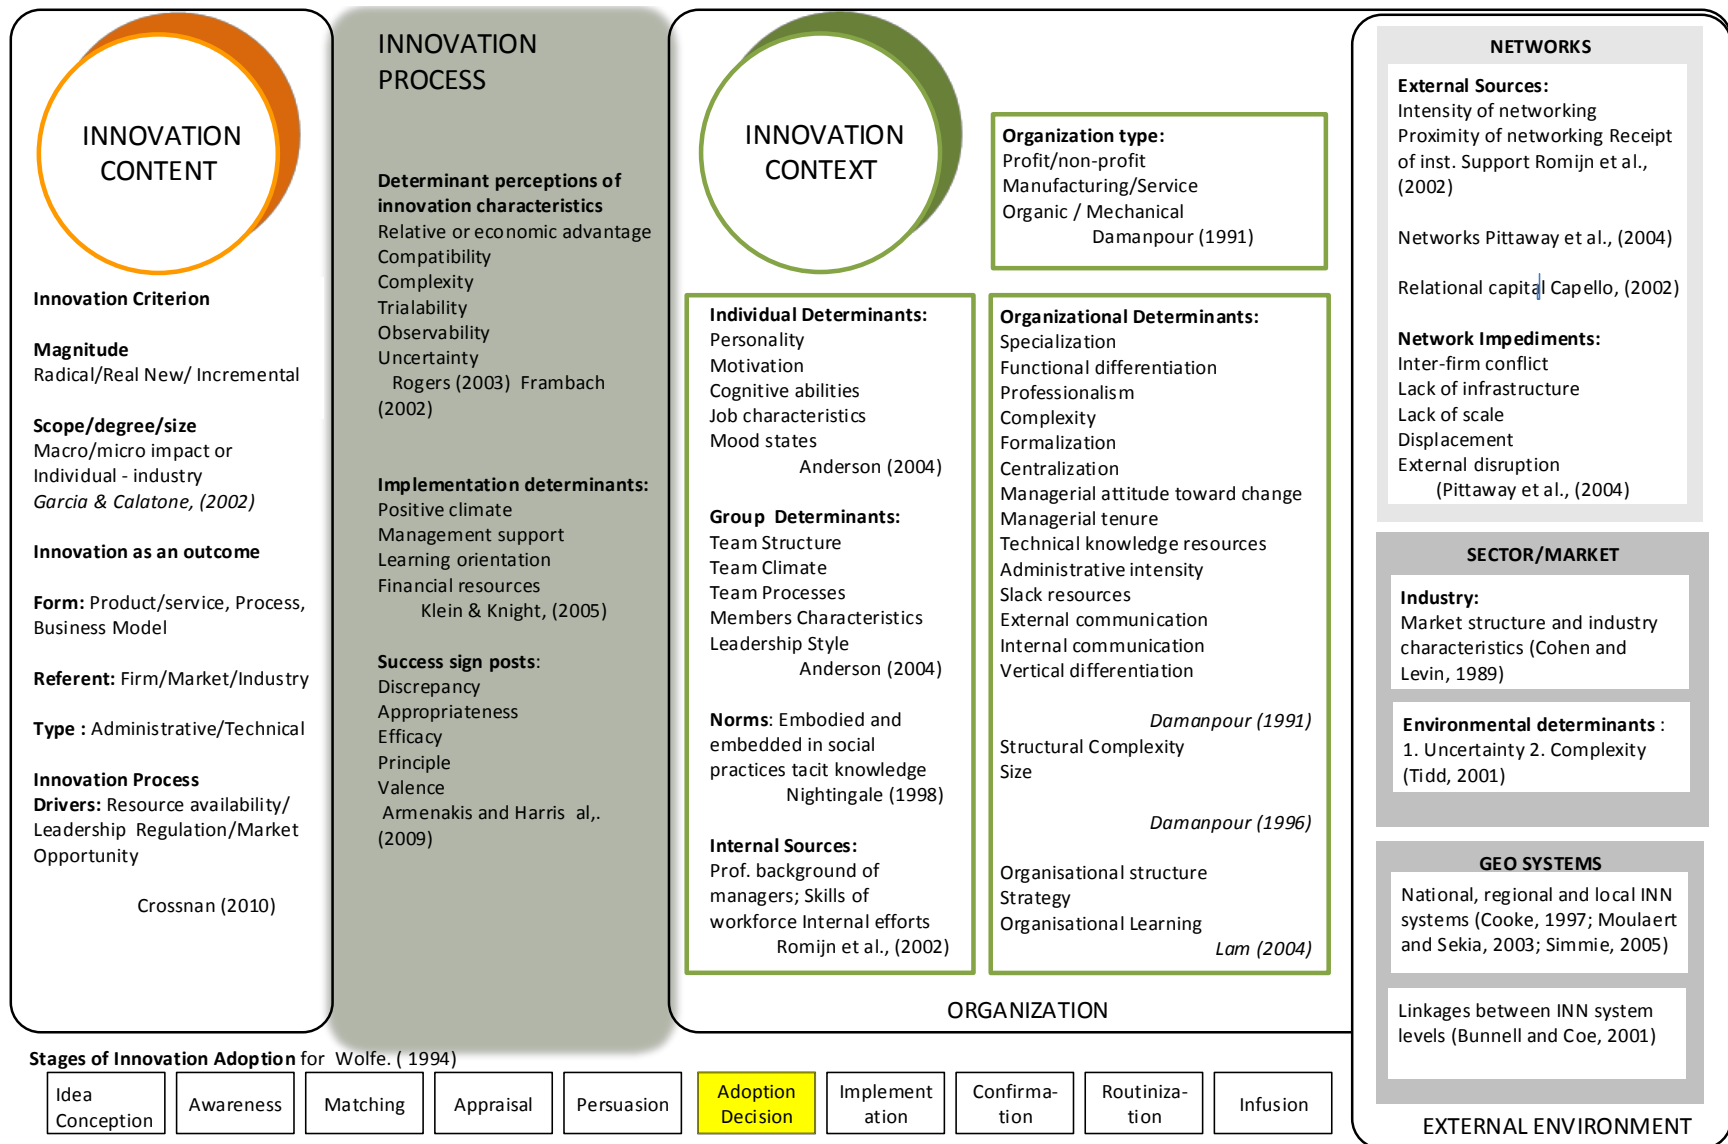 INNOVATION
CONTENT
Innovation Criterion
Magnitude
Radical/Real New/ Incremental
Scope/degree/size
Macro/micro impact or
Individual - industry
Garcia & Calatone, (2002)
Innovation as an outcome
Form: Product/service, Process,
Business Model
Referent: Firm/Market/Industry
Type : Administrative/Technical
Innovation Process
Drivers: Resource availability/
Leadership Regulation/Market
Opportunity
Crossnan (2010)
INNOVATION
PROCESS
Determinant perceptions of
innovation characteristics
Relative or economic advantage
Compatibility
Complexity
Trialability
Observability
Uncertainty
Rogers (2003) Frambach
(2002)
Implementation determinants:
Positive climate
Management support
Learning orientation
Financial resources
Klein & Knight, (2005)
Success sign posts:
Discrepancy
Appropriateness
Efficacy
Principle
Valence
Armenakis and Harris al,.
(2009)
INNOVATION
CONTEXT
Organization type:
Profit/non-profit
Manufacturing/Service
Organic / Mechanical
Damanpour (1991)
Individual Determinants:
Personality
Motivation
Cognitive abilities
Job characteristics
Mood states
Anderson (2004)
Group Determinants:
Team Structure
Team Climate
Team Processes
Members Characteristics
Leadership Style
Anderson (2004)
Norms: Embodied and
embedded in social
practices tacit knowledge
Nightingale (1998)
Internal Sources:
Prof. background of
managers; Skills of
workforce Internal efforts
Romijn et al., (2002)
Organizational Determinants:
Specialization
Functional differentiation
Professionalism
Complexity
Formalization
Centralization
Managerial attitude toward change
Managerial tenure
Technical knowledge resources
Administrative intensity
Slack resources
External communication
Internal communication
Vertical differentiation
Damanpour (1991)
Structural Complexity
Size
Damanpour (1996)
Organisational structure
Strategy
Organisational Learning
Lam (2004)
ORGANIZATION
NETWORKS
External Sources:
Intensity of networking
Proximity of networking Receipt
of inst. Support Romijn et al.,
(2002)
Networks Pittaway et al., (2004)
Relational capital Capello, (2002)
Network Impediments:
Inter-firm conflict
Lack of infrastructure
Lack of scale
Displacement
External disruption
(Pittaway et al., (2004)
SECTOR/MARKET
Industry:
Market structure and industry
characteristics (Cohen and
Levin, 1989)
Environmental determinants :
1. Uncertainty 2. Complexity
(Tidd, 2001)
GEO SYSTEMS
National, regional and local INN
systems (Cooke, 1997; Moulaert
and Sekia, 2003; Simmie, 2005)
Linkages between INN system
levels (Bunnell and Coe, 2001)
EXTERNAL ENVIRONMENT
Stages of Innovation Adoption for Wolfe. ( 1994)
Idea
Conception
Awareness
Matching
Appraisal
Persuasion
Adoption
Decision
Implement
ation
Confirma-
tion
Routiniza-
tion
Infusion